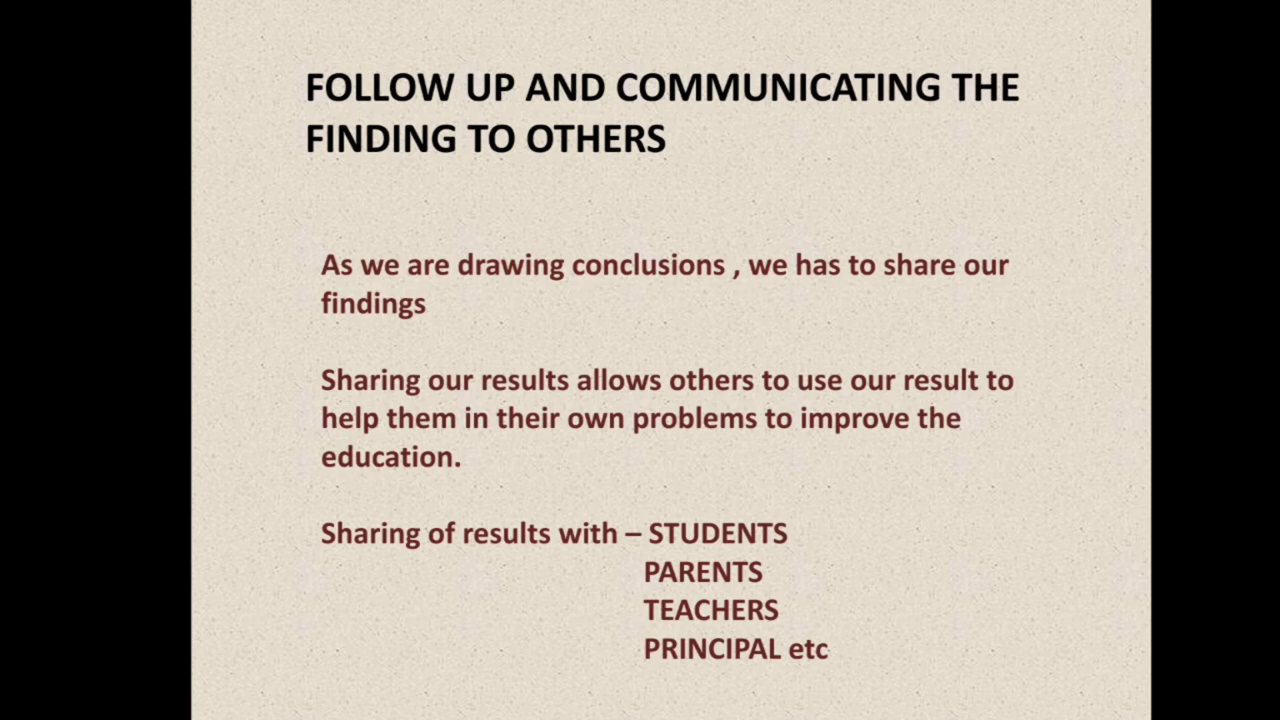 FOLLOW UP AND COMMUNICATING THE
FINDING TO OTHERS
As we are drawing conclusions , we has to share our
findings
Sharing our results allows others to use our result to
help them in their own problems to improve the
education.
Sharing of results with – STUDENTS
PARENTS
TEACHERS
PRINCIPAL etc